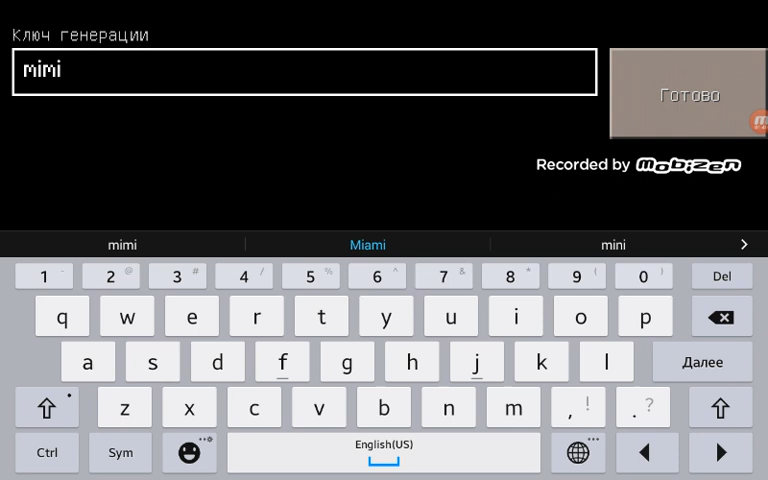 Ключ генерации
mimi
Готово
Recorded by mobizen
mimi Miami mini
1 - 2 @ 3 # 4 / 5 % 6 ^ 7 & 8 * 9 ( 0 ) Del
q w e r t y u i o p
a s d f g h j k l Далее
z x c v b n m , ! . ?
Ctrl Sym English(US)